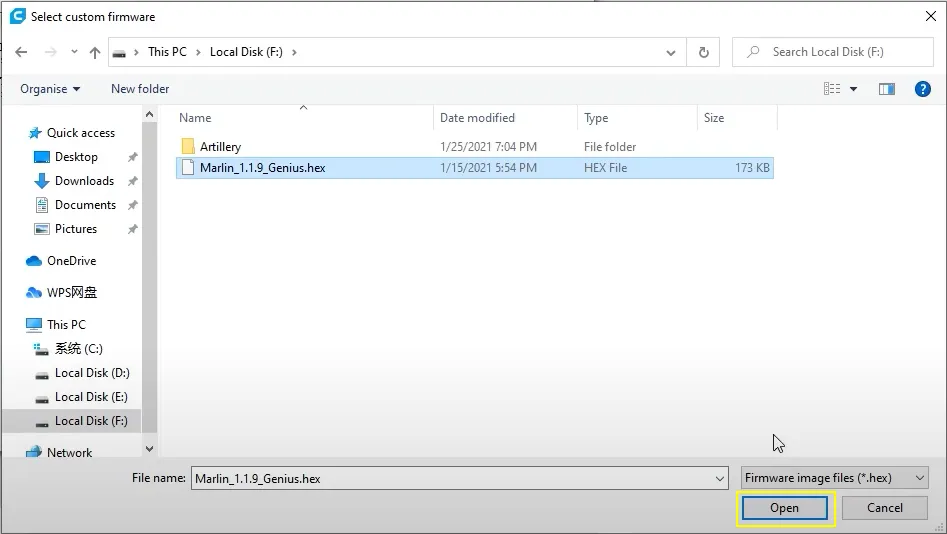 Select custom firmware
This PC > Local Disk (F:) >
Search Local Disk (F:)
Organise
New folder
Name Date modified Type Size
Artillery 1/25/2021 7:04 PM File folder
Marlin_1.1.9_Genius.hex 1/15/2021 5:54 PM HEX File 173 KB
Quick access
Desktop
Downloads
Documents
Pictures
OneDrive
WPS网盘
This PC
系统 (C:)
Local Disk (D:)
Local Disk (E:)
Local Disk (F:)
Network
File name: Marlin_1.1.9_Genius.hex
Firmware image files (*.hex)
Open
Cancel